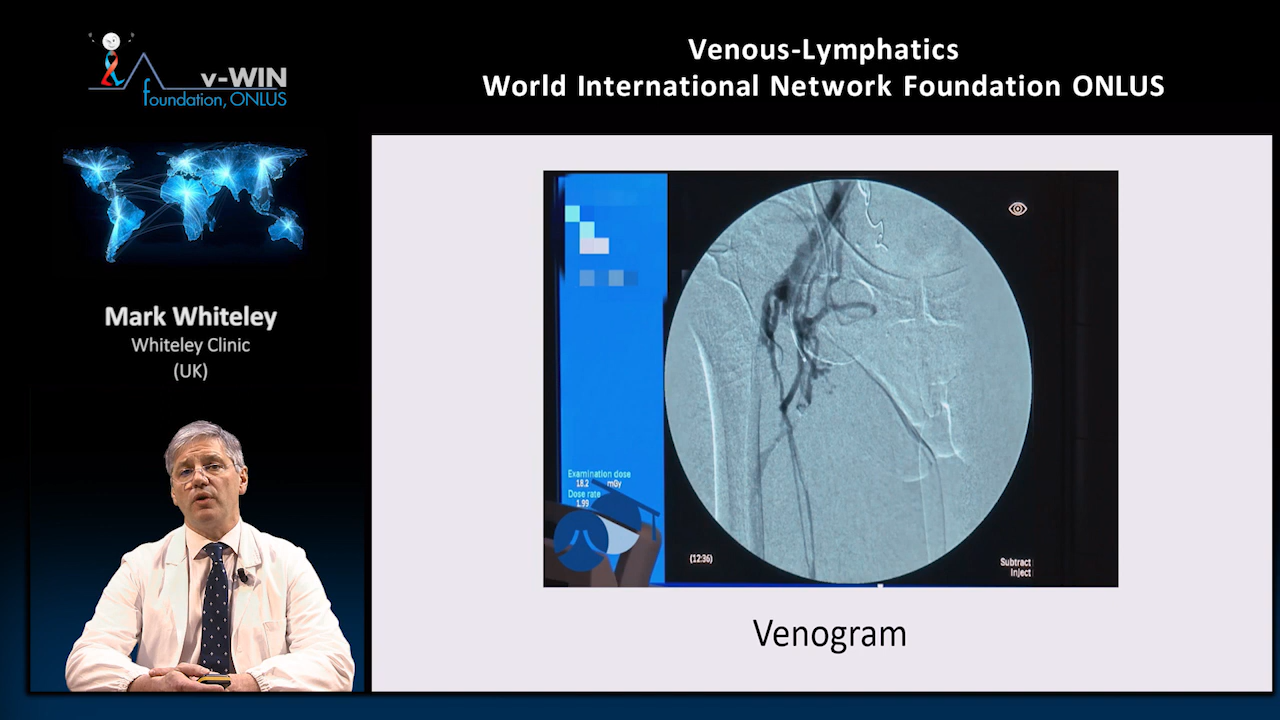 v-WIN
foundation, ONLUS
Venous-Lymphatics
World International Network Foundation ONLUS
Mark Whiteley
Whiteley Clinic
(UK)
Examination dose
18.2 mGy
Dose rate
1.99
(12:36)
Subtract
Inject
Venogram